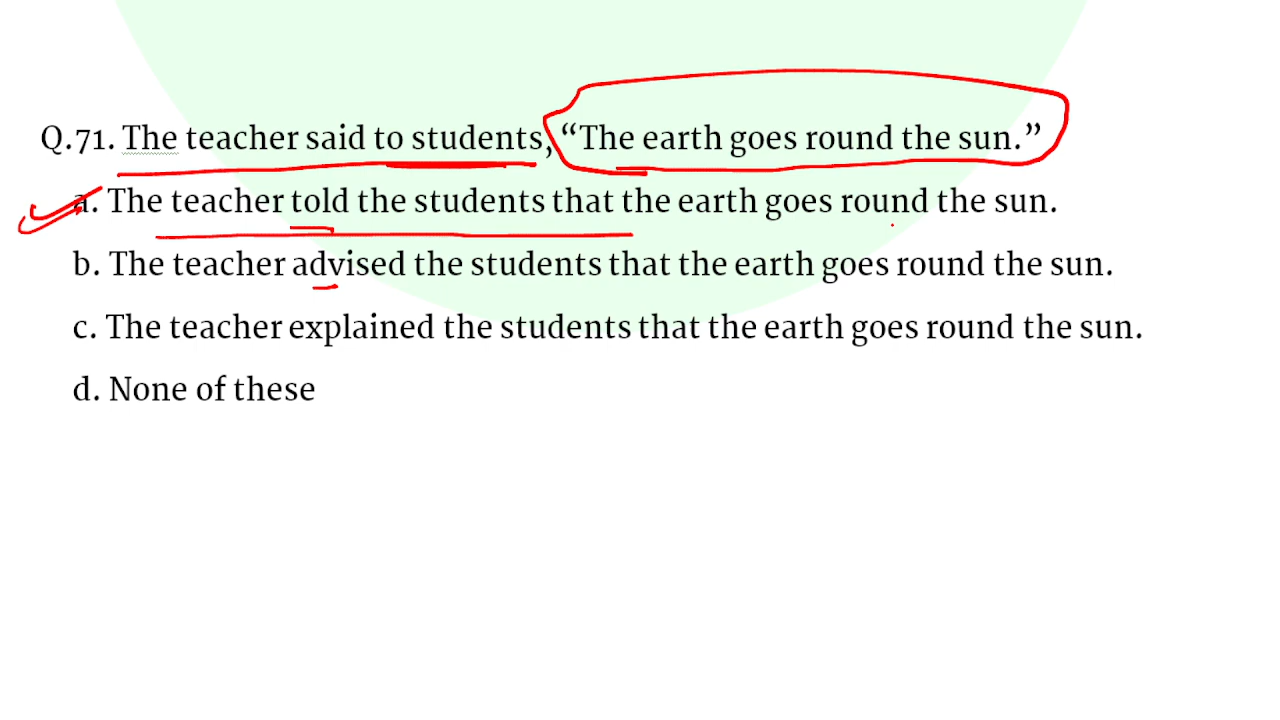 Q.71. The teacher said to students, “The earth goes round the sun.”
a. The teacher told the students that the earth goes round the sun.
b. The teacher advised the students that the earth goes round the sun.
c. The teacher explained the students that the earth goes round the sun.
d. None of these